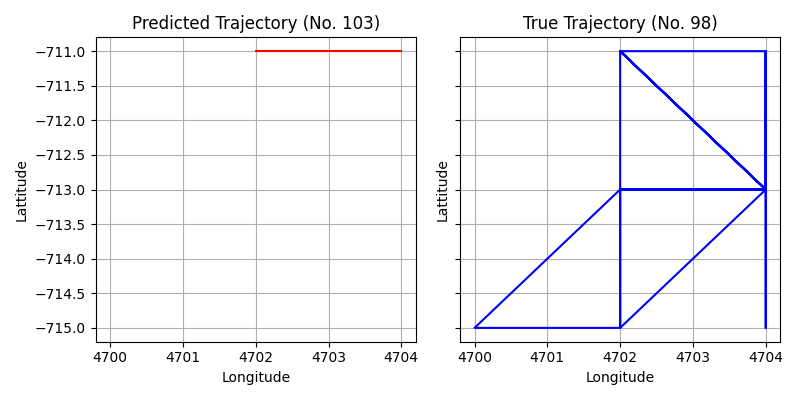 Predicted Trajectory (No. 103)
−711.0
−711.5
−712.0
−712.5
−713.0
−713.5
−714.0
−714.5
−715.0
Lattitude
4700 4701 4702 4703 4704
Longitude
True Trajectory (No. 98)
Lattitude
4700 4701 4702 4703 4704
Longitude